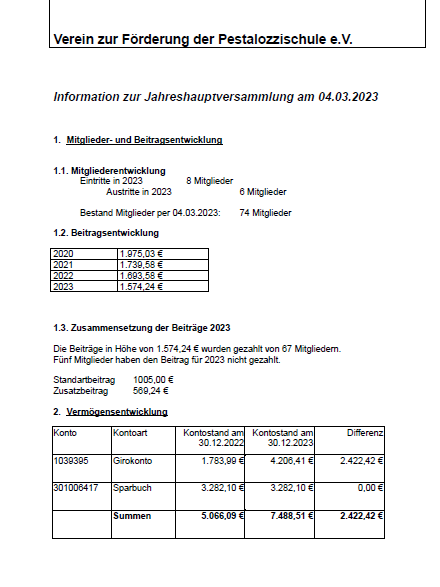 Verein zur Förderung der Pestalozzischule e.V.
Information zur Jahreshauptversammlung am 04.03.2023
1. Mitglieder- und Beitragsentwicklung
1.1. Mitgliederentwicklung
Eintritte in 2023 8 Mitglieder
Austritte in 2023 6 Mitglieder
Bestand Mitglieder per 04.03.2023: 74 Mitglieder
1.2. Beitragsentwicklung
2020 1.975,03 €
2021 1.739,58 €
2022 1.693,58 €
2023 1.574,24 €
1.3. Zusammensetzung der Beiträge 2023
Die Beiträge in Höhe von 1.574,24 € wurden gezahlt von 67 Mitgliedern.
Fünf Mitglieder haben den Beitrag für 2023 nicht gezahlt.
Standartbeitrag 1005,00 €
Zusatzbeitrag 569,24 €
2. Vermögensentwicklung
Konto Kontoart Kontostand am Kontostand am Differenz
30.12.2022 30.12.2023
1039395 Girokonto 1.783,99 € 4.206,41 € 2.422,42 €
301006417 Sparbuch 3.282,10 € 3.282,10 € 0,00 €
Summen 5.066,09 € 7.488,51 € 2.422,42 €